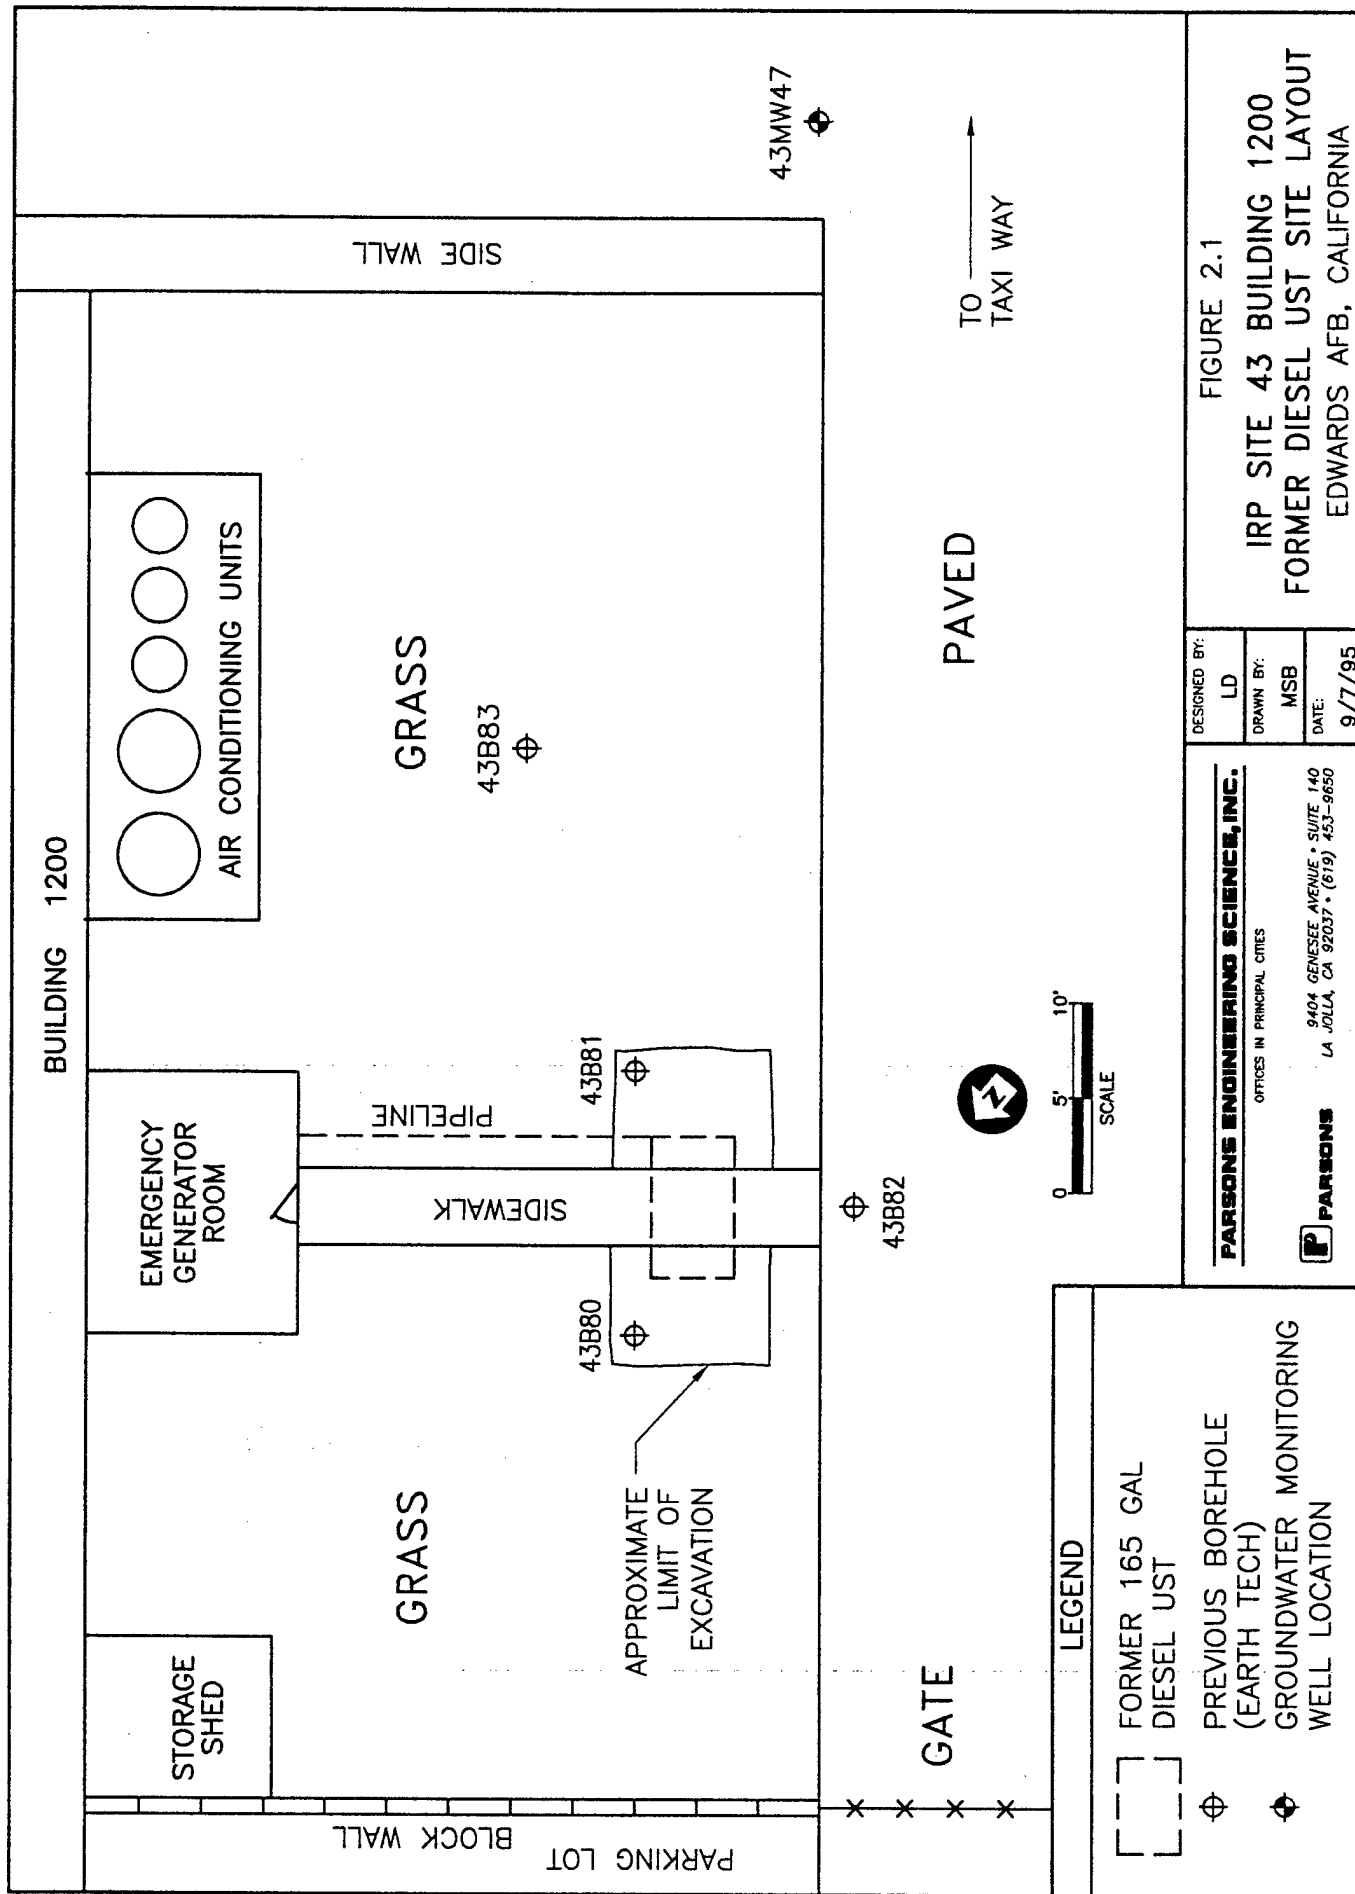 BUILDING 1200
STORAGE
SHED
EMERGENCY
GENERATOR
ROOM
AIR CONDITIONING UNITS
SIDE WALL
PARKING LOT
BLOCK WALL
GRASS
SIDEWALK
PIPELINE
GRASS
43B83
43B80
43B81
43MW47
APPROXIMATE
LIMIT OF
EXCAVATION
43B82
GATE
PAVED
TO
TAXI WAY
N
0 5' 10'
SCALE
LEGEND
FORMER 165 GAL
DIESEL UST
PREVIOUS BOREHOLE
(EARTH TECH)
GROUNDWATER MONITORING
WELL LOCATION
PARSONS ENGINEERING SCIENCE, INC.
OFFICES IN PRINCIPAL CITIES
P PARSONS
9404 GENESEE AVENUE • SUITE 140
LA JOLLA, CA 92037 • (619) 453-9650
DESIGNED BY:
LD
DRAWN BY:
MSB
DATE:
9/7/95
FIGURE 2.1
IRP SITE 43 BUILDING 1200
FORMER DIESEL UST SITE LAYOUT
EDWARDS AFB, CALIFORNIA